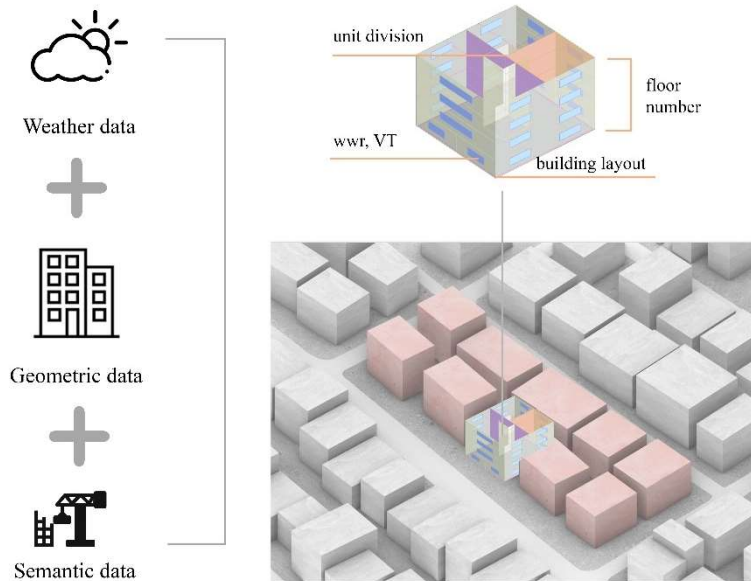 Weather data
Geometric data
Semantic data
unit division
floor
number
wwr, VT
building layout